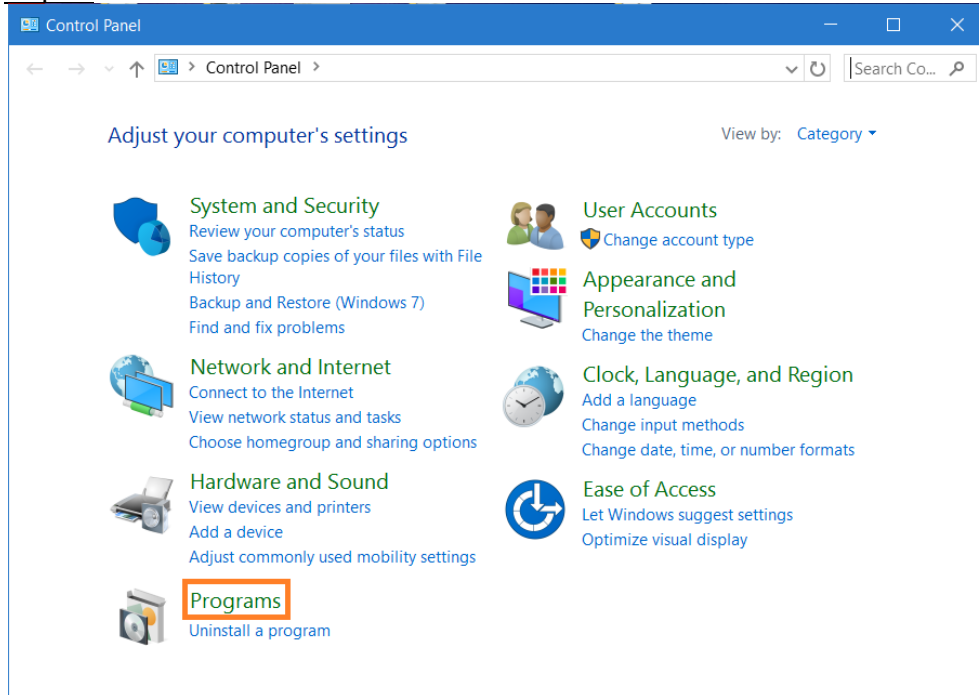 Control Panel
Control Panel
Search Co...
Adjust your computer's settings
View by: Category
System and Security
Review your computer's status
Save backup copies of your files with File
History
Backup and Restore (Windows 7)
Find and fix problems
Network and Internet
Connect to the Internet
View network status and tasks
Choose homegroup and sharing options
Hardware and Sound
View devices and printers
Add a device
Adjust commonly used mobility settings
Programs
Uninstall a program
User Accounts
Change account type
Appearance and
Personalization
Change the theme
Clock, Language, and Region
Add a language
Change input methods
Change date, time, or number formats
Ease of Access
Let Windows suggest settings
Optimize visual display